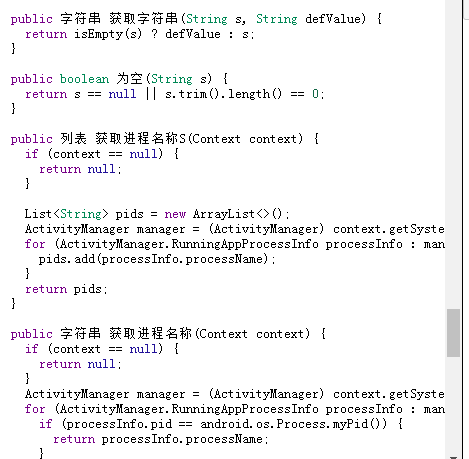 public 字符串 获取字符串(String s, String defValue) {
  return isEmpty(s) ? defValue : s;
}
public boolean 为空(String s) {
  return s == null || s.trim().length() == 0;
}
public 列表 获取进程名称S(Context context) {
  if (context == null) {
    return null;
  }
  List<String> pids = new ArrayList<>();
  ActivityManager manager = (ActivityManager) context.getSyste
  for (ActivityManager.RunningAppProcessInfo processInfo : man
    pids.add(processInfo.processName);
  }
  return pids;
}
public 字符串 获取进程名称(Context context) {
  if (context == null) {
    return null;
  }
  ActivityManager manager = (ActivityManager) context.getSyste
  for (ActivityManager.RunningAppProcessInfo processInfo : man
    if (processInfo.pid == android.os.Process.myPid()) {
      return processInfo.processName;
    }